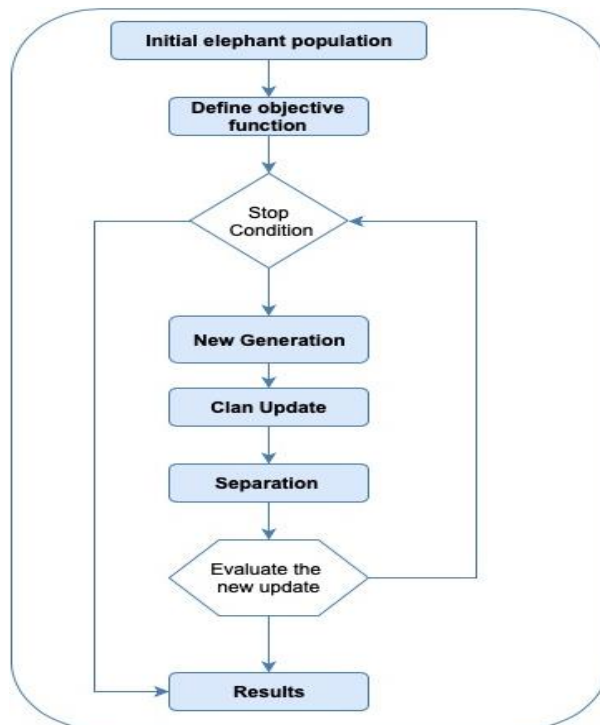 Initial elephant population
Define objective
function
Stop
Condition
New Generation
Clan Update
Separation
Evaluate the
new update
Results